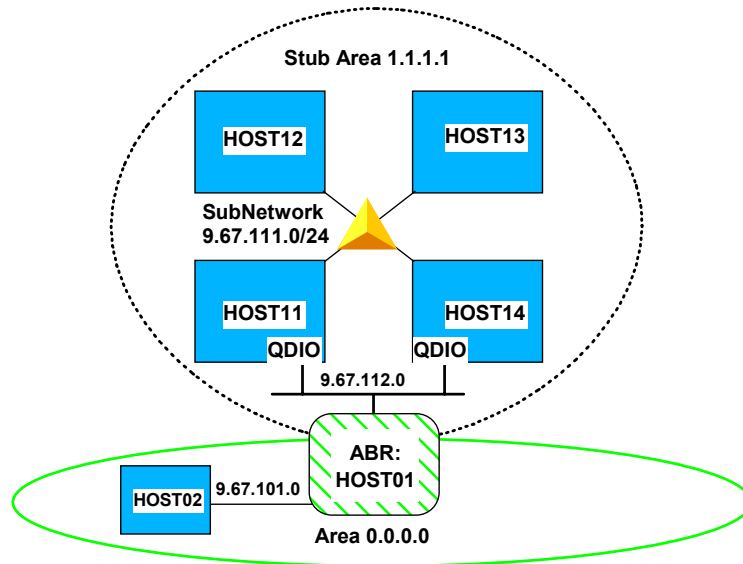 Stub Area 1.1.1.1
HOST12
HOST13
SubNetwork
9.67.111.0/24
HOST11
HOST14
QDIO
QDIO
9.67.112.0
ABR:
HOST01
HOST02
9.67.101.0
Area 0.0.0.0